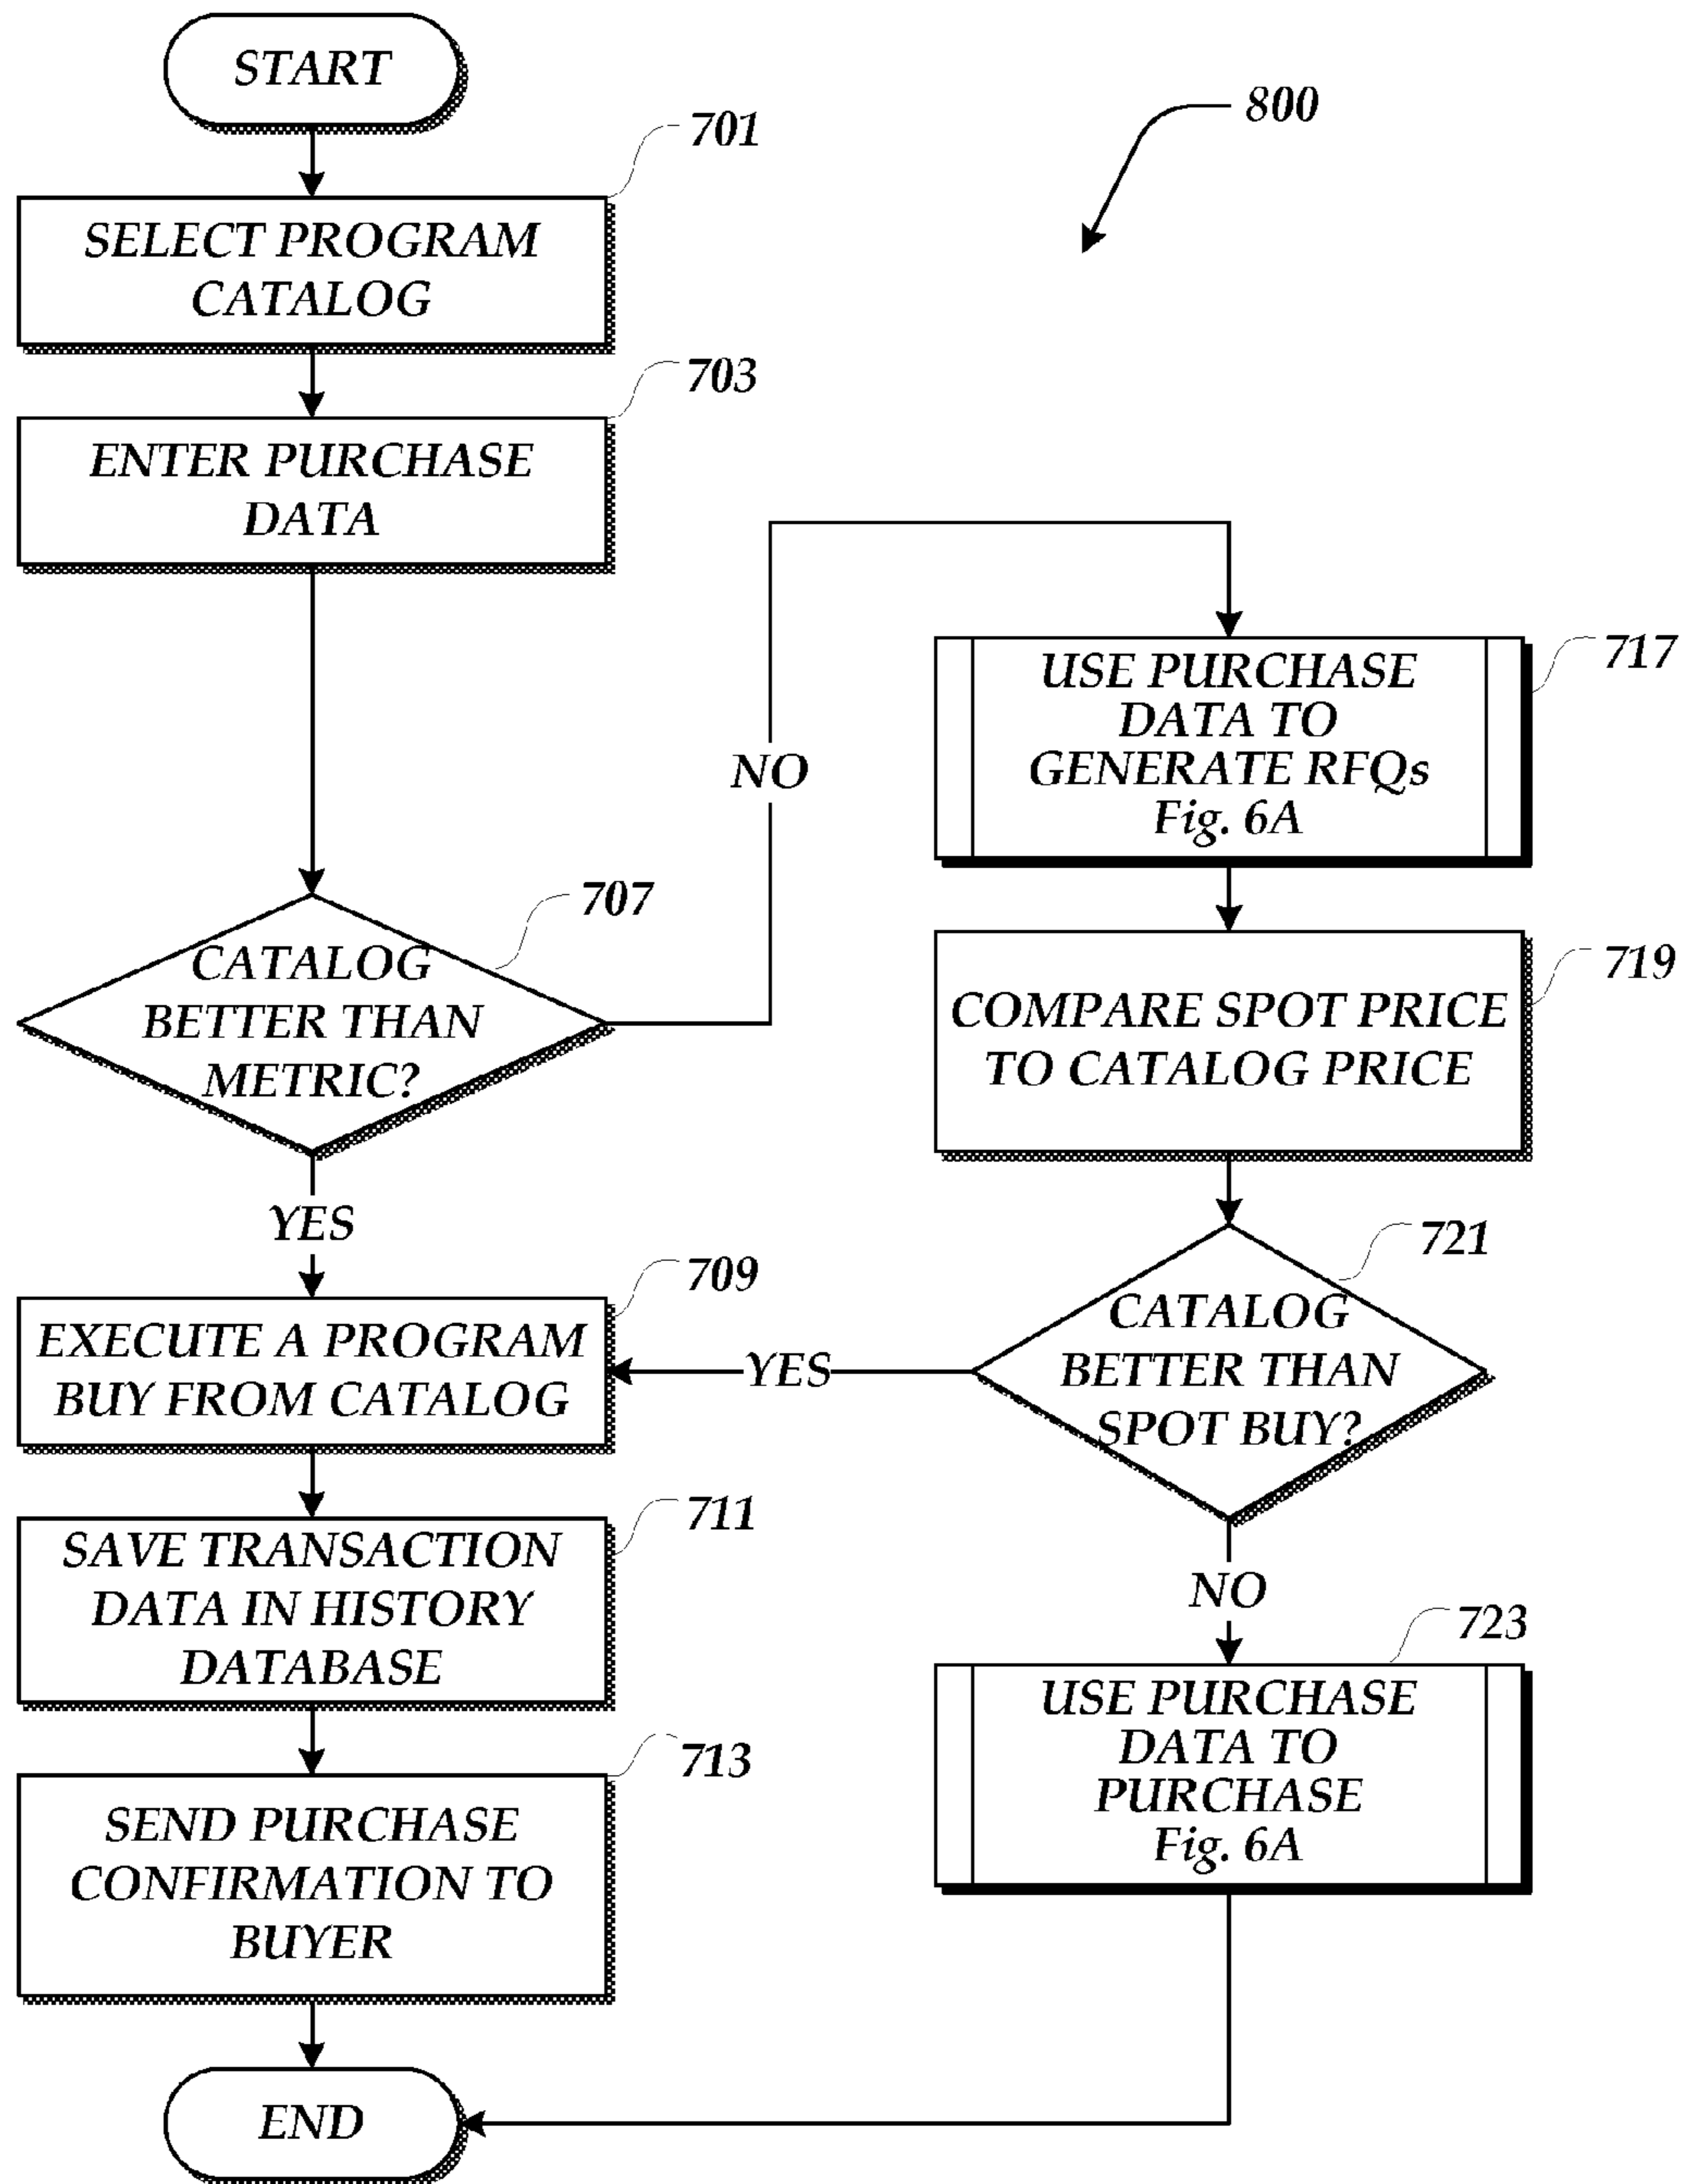 START
800
701
SELECT PROGRAM
CATALOG
703
ENTER PURCHASE
DATA
707
CATALOG
BETTER THAN
METRIC?
NO
YES
717
USE PURCHASE
DATA TO
GENERATE RFQs
Fig. 6A
719
COMPARE SPOT PRICE
TO CATALOG PRICE
721
CATALOG
BETTER THAN
SPOT BUY?
YES
NO
709
EXECUTE A PROGRAM
BUY FROM CATALOG
711
SAVE TRANSACTION
DATA IN HISTORY
DATABASE
713
SEND PURCHASE
CONFIRMATION TO
BUYER
723
USE PURCHASE
DATA TO
PURCHASE
Fig. 6A
END